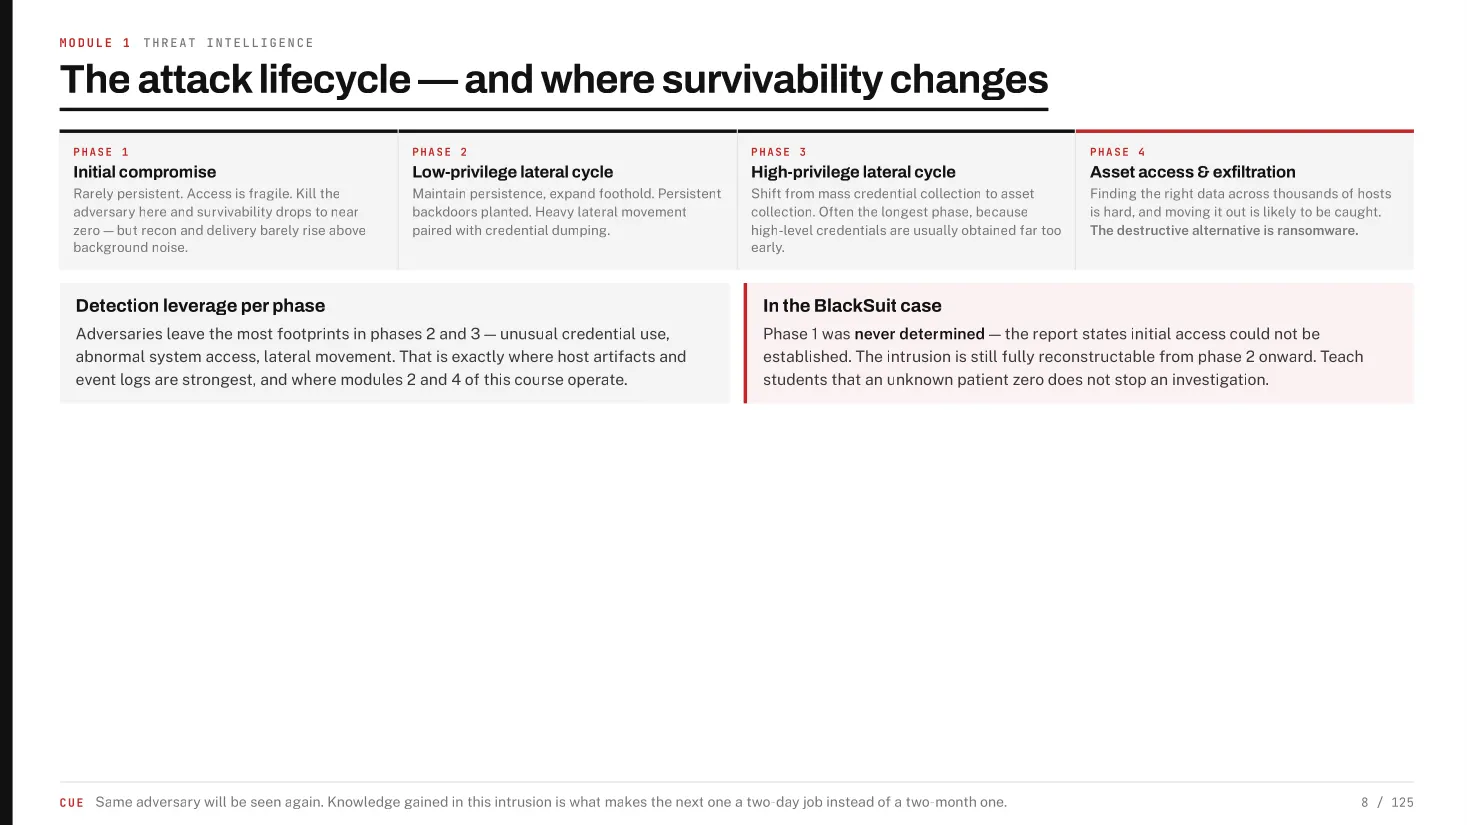 MODULE 1 THREAT INTELLIGENCE
The attack lifecycle — and where survivability changes
PHASE 1
Initial compromise
Rarely persistent. Access is fragile. Kill the
adversary here and survivability drops to near
zero — but recon and delivery barely rise above
background noise.
PHASE 2
Low-privilege lateral cycle
Maintain persistence, expand foothold. Persistent
backdoors planted. Heavy lateral movement
paired with credential dumping.
PHASE 3
High-privilege lateral cycle
Shift from mass credential collection to asset
collection. Often the longest phase, because
high-level credentials are usually obtained far too
early.
PHASE 4
Asset access & exfiltration
Finding the right data across thousands of hosts
is hard, and moving it out is likely to be caught.
The destructive alternative is ransomware.
Detection leverage per phase
Adversaries leave the most footprints in phases 2 and 3 — unusual credential use,
abnormal system access, lateral movement. That is exactly where host artifacts and
event logs are strongest, and where modules 2 and 4 of this course operate.
In the BlackSuit case
Phase 1 was never determined — the report states initial access could not be
established. The intrusion is still fully reconstructable from phase 2 onward. Teach
students that an unknown patient zero does not stop an investigation.
CUE Same adversary will be seen again. Knowledge gained in this intrusion is what makes the next one a two-day job instead of a two-month one.
8 / 125